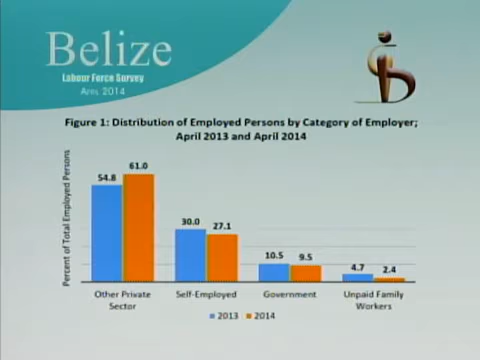 Belize
Labour Force Survey
April 2014
Figure 1: Distribution of Employed Persons by Category of Employer;
April 2013 and April 2014
Percent of Total Employed Persons
54.8
61.0
30.0
27.1
10.5
9.5
4.7
2.4
Other Private
Sector
Self-Employed
Government
Unpaid Family
Workers
2013
2014